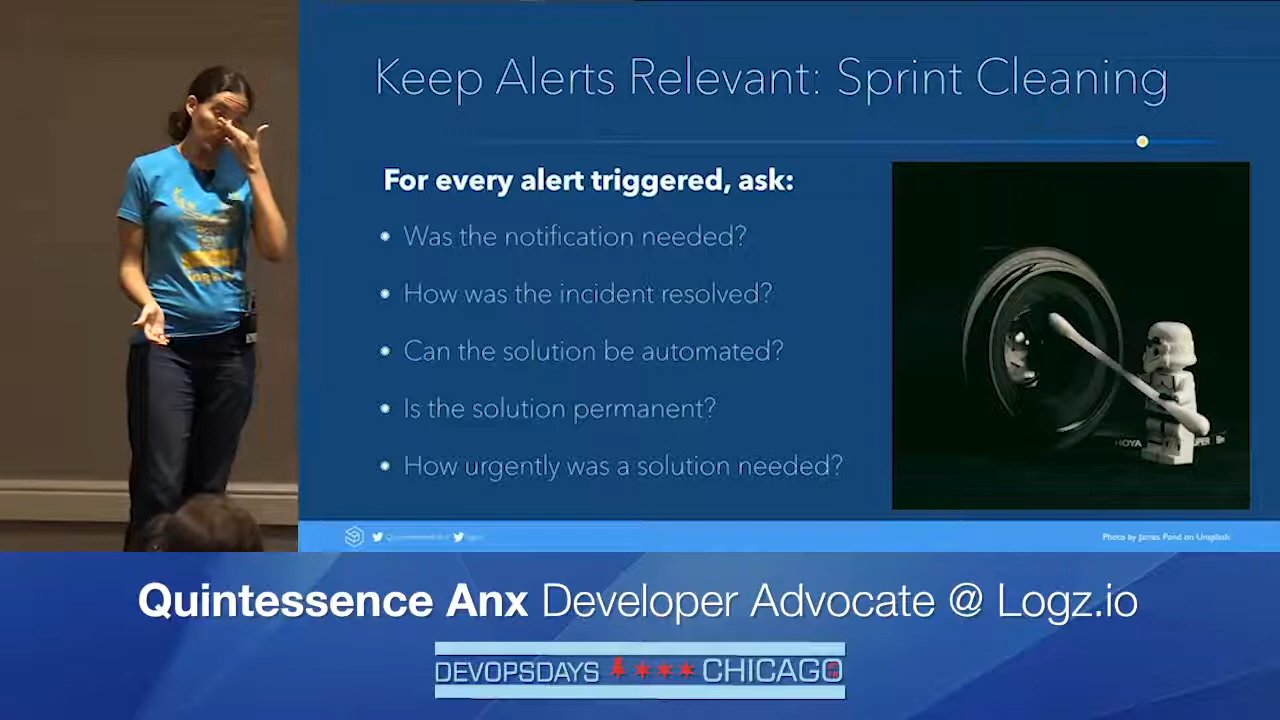 Keep Alerts Relevant: Sprint Cleaning
For every alert triggered, ask:
Was the notification needed?
How was the incident resolved?
Can the solution be automated?
Is the solution permanent?
How urgently was a solution needed?
HOYA
Photo by James Pond on Unsplash
Quintessence Anx Developer Advocate @ Logz.io
DEVOPSDAYS CHICAGO